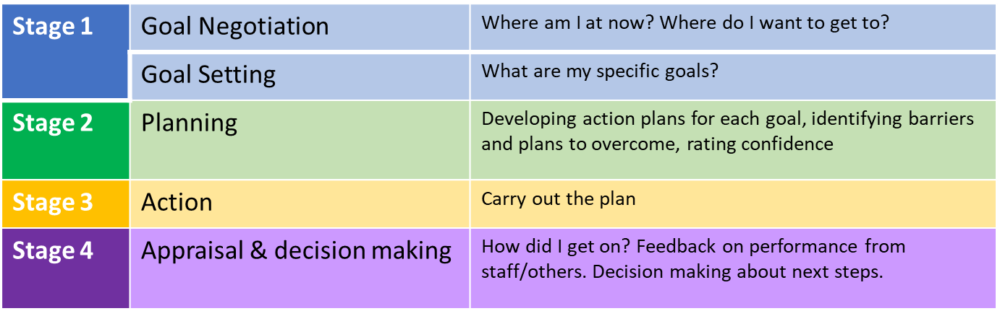 Stage 1
Goal Negotiation
Where am I at now? Where do I want to get to?
Goal Setting
What are my specific goals?
Stage 2
Planning
Developing action plans for each goal, identifying barriers
and plans to overcome, rating confidence
Stage 3
Action
Carry out the plan
Stage 4
Appraisal & decision making
How did I get on? Feedback on performance from
staff/others. Decision making about next steps.